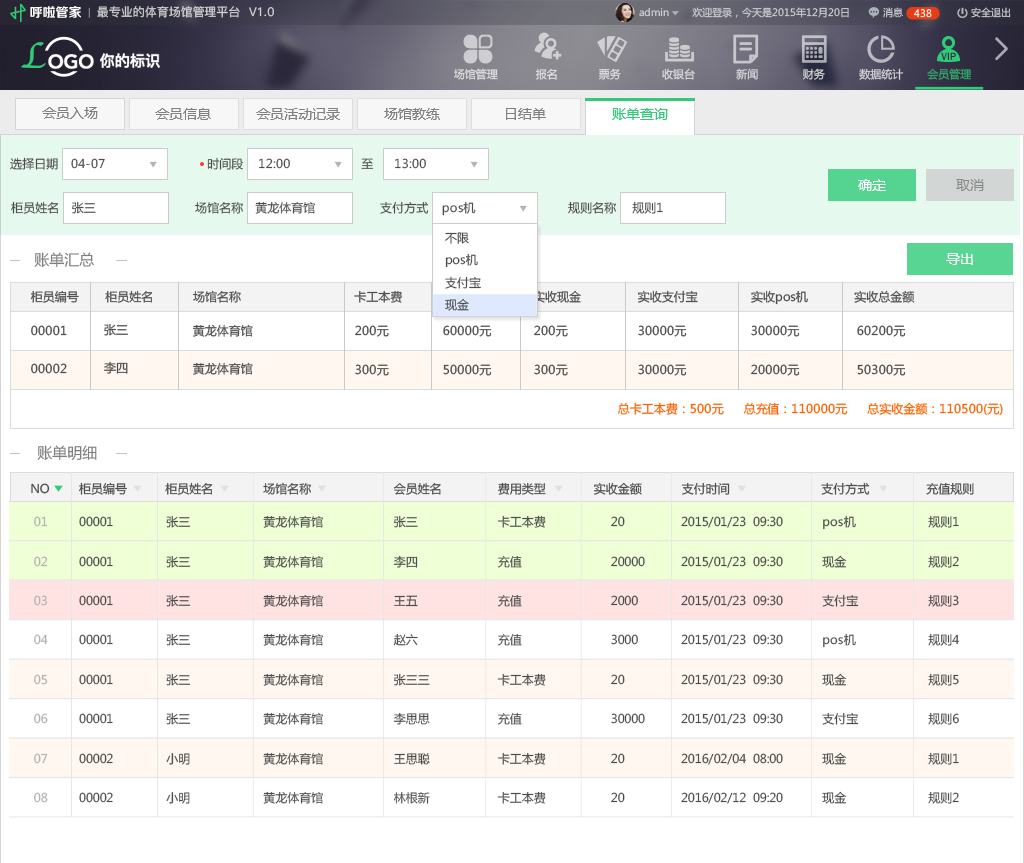 呼啦管家 | 最专业的体育场馆管理平台 V1.0 admin 欢迎登录，今天是2015年12月20日 消息 438 安全退出
LOGO 你的标识 场馆管理 报名 票务 收银台 新闻 财务 数据统计 VIP 会员管理
会员入场 会员信息 会员活动记录 场馆教练 日结单 账单查询
选择日期 04-07 •时间段 12:00 至 13:00 确定 取消
柜员姓名 张三 场馆名称 黄龙体育馆 支付方式 pos机 规则名称 规则1
不限
pos机
支付宝
现金
账单汇总 导出
柜员编号 柜员姓名 场馆名称 卡工本费 实收现金 实收支付宝 实收pos机 实收总金额
00001 张三 黄龙体育馆 200元 60000元 200元 30000元 30000元 60200元
00002 李四 黄龙体育馆 300元 50000元 300元 30000元 20000元 50300元
总卡工本费：500元 总充值：110000元 总实收金额：110500(元)
账单明细
NO 柜员编号 柜员姓名 场馆名称 会员姓名 费用类型 实收金额 支付时间 支付方式 充值规则
01 00001 张三 黄龙体育馆 张三 卡工本费 20 2015/01/23 09:30 pos机 规则1
02 00001 张三 黄龙体育馆 李四 充值 20000 2015/01/23 09:30 现金 规则2
03 00001 张三 黄龙体育馆 王五 充值 2000 2015/01/23 09:30 支付宝 规则3
04 00001 张三 黄龙体育馆 赵六 充值 3000 2015/01/23 09:30 pos机 规则4
05 00001 张三 黄龙体育馆 张三三 卡工本费 20 2015/01/23 09:30 现金 规则5
06 00001 张三 黄龙体育馆 李思思 充值 30000 2015/01/23 09:30 支付宝 规则6
07 00002 小明 黄龙体育馆 王思聪 卡工本费 20 2016/02/04 08:00 现金 规则1
08 00002 小明 黄龙体育馆 林根新 卡工本费 20 2016/02/12 09:20 现金 规则2